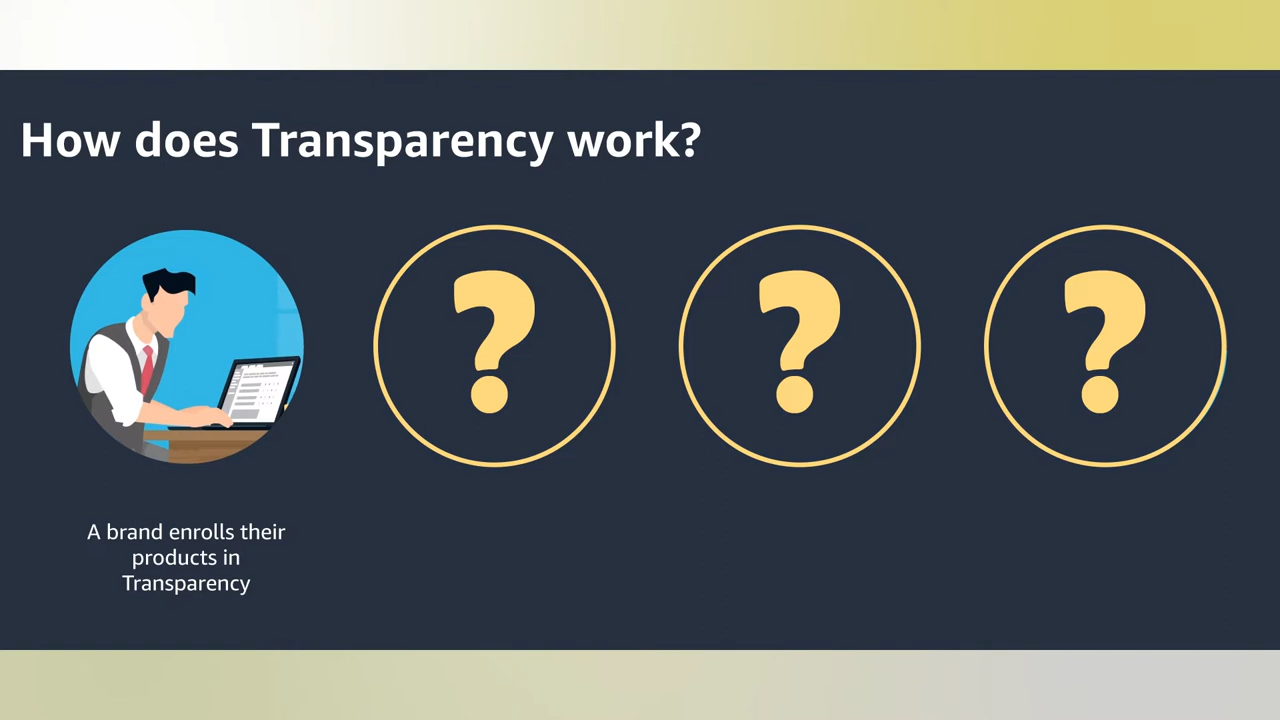 How does Transparency work?
?
?
?
A brand enrolls their
products in
Transparency